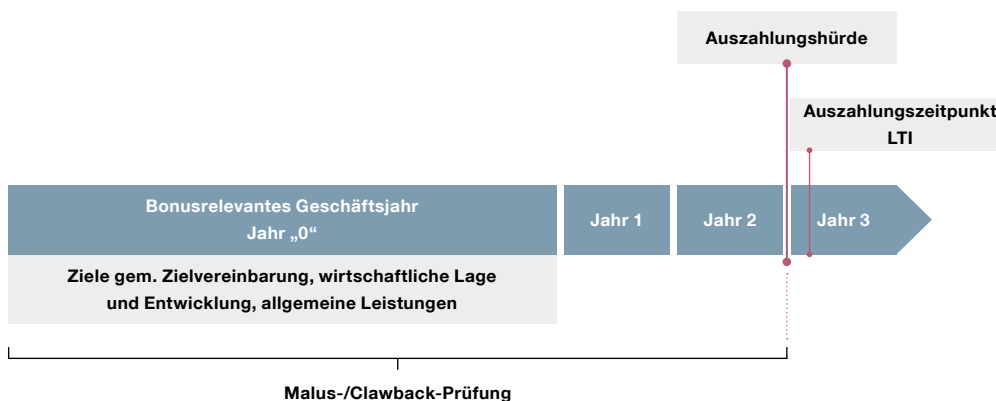 Auszahlungshürde
Auszahlungszeitpunkt
LTI
Bonusrelevantes Geschäftsjahr
Jahr „0“
Jahr 1
Jahr 2
Jahr 3
Ziele gem. Zielvereinbarung, wirtschaftliche Lage
und Entwicklung, allgemeine Leistungen
Malus-/Clawback-Prüfung